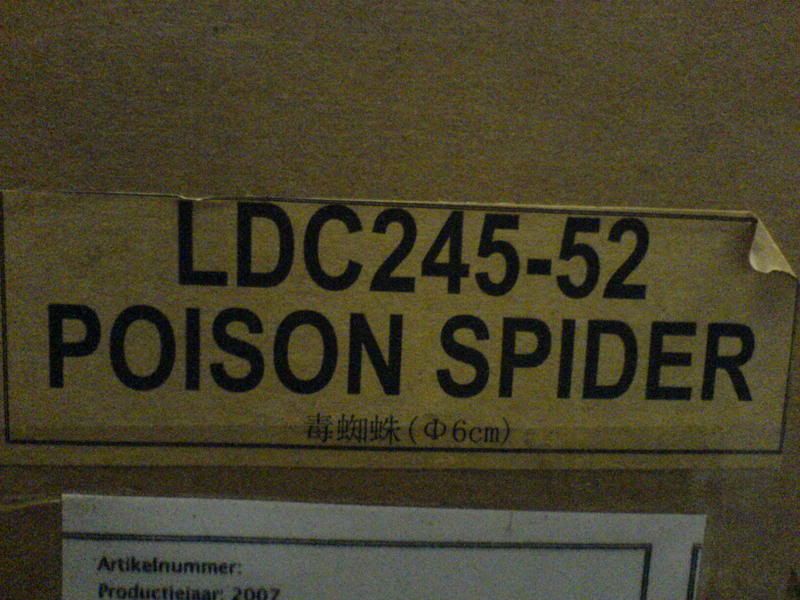 LDC245-52
POISON SPIDER
毒蜘蛛(Φ6cm)
Artikelnummer:
Productiejaar: 2007